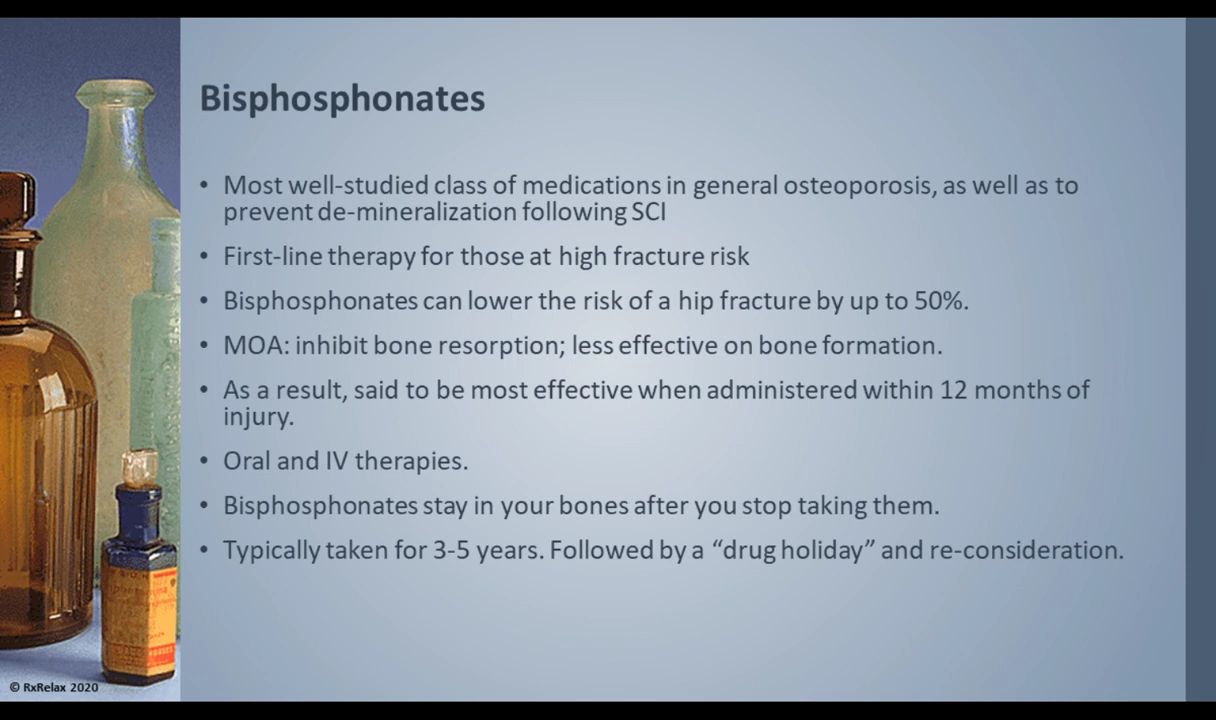 Bisphosphonates
• Most well-studied class of medications in general osteoporosis, as well as to
prevent de-mineralization following SCI
• First-line therapy for those at high fracture risk
• Bisphosphonates can lower the risk of a hip fracture by up to 50%.
• MOA: inhibit bone resorption; less effective on bone formation.
• As a result, said to be most effective when administered within 12 months of
injury.
• Oral and IV therapies.
• Bisphosphonates stay in your bones after you stop taking them.
• Typically taken for 3-5 years. Followed by a “drug holiday” and re-consideration.
© RxRelax 2020